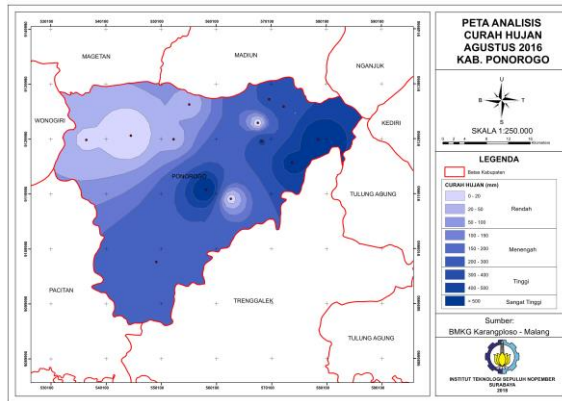 PETA ANALISIS
CURAH HUJAN
AGUSTUS 2016
KAB. PONOROGO
U
B
T
S
SKALA 1:250.000
LEGENDA
Batas Kabupaten
CURAH HUJAN (mm)
0 - 20
20 - 50
50 - 100
Rendah
100 - 150
150 - 200
200 - 300
Menengah
300 - 400
400 - 500
Tinggi
> 500
Sangat Tinggi
Sumber:
BMKG Karangploso - Malang
INSTITUT TEKNOLOGI SEPULUH NOPEMBER
SURABAYA
2018
MAGETAN
MADIUN
NGANJUK
WONOGIRI
KEDIRI
PONOROGO
TULUNG AGUNG
PACITAN
TRENGGALEK
TULUNG AGUNG